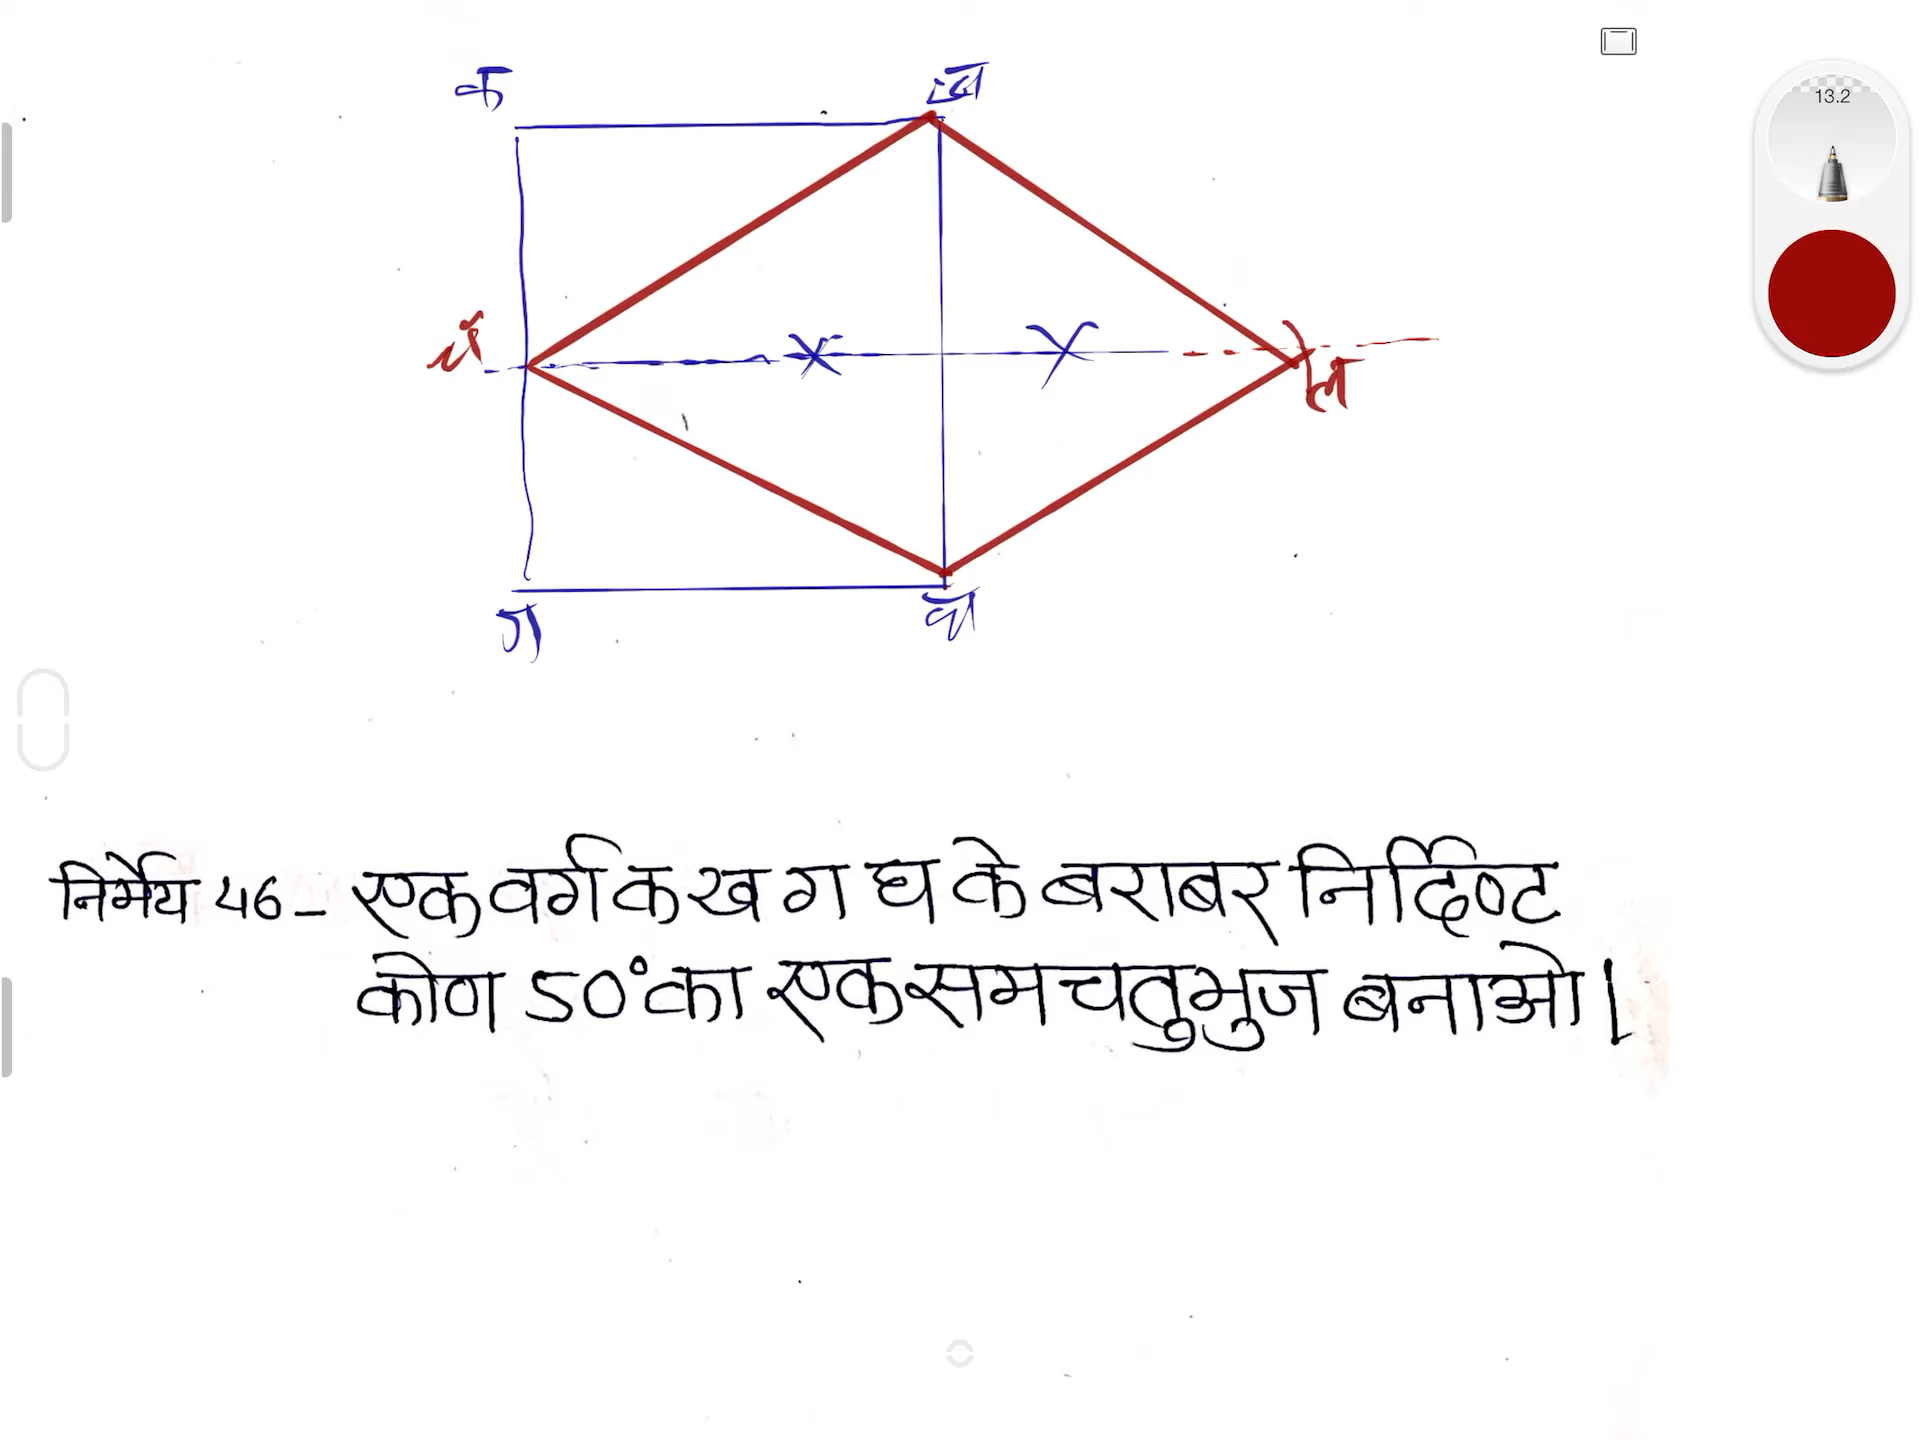 13.2
क
ख
ल
ग
घ
निर्मेय 46- एक वर्ग क ख ग घ के बराबर निर्दिष्ट
कोण 50° का एक समचतुभुज बनाओ।